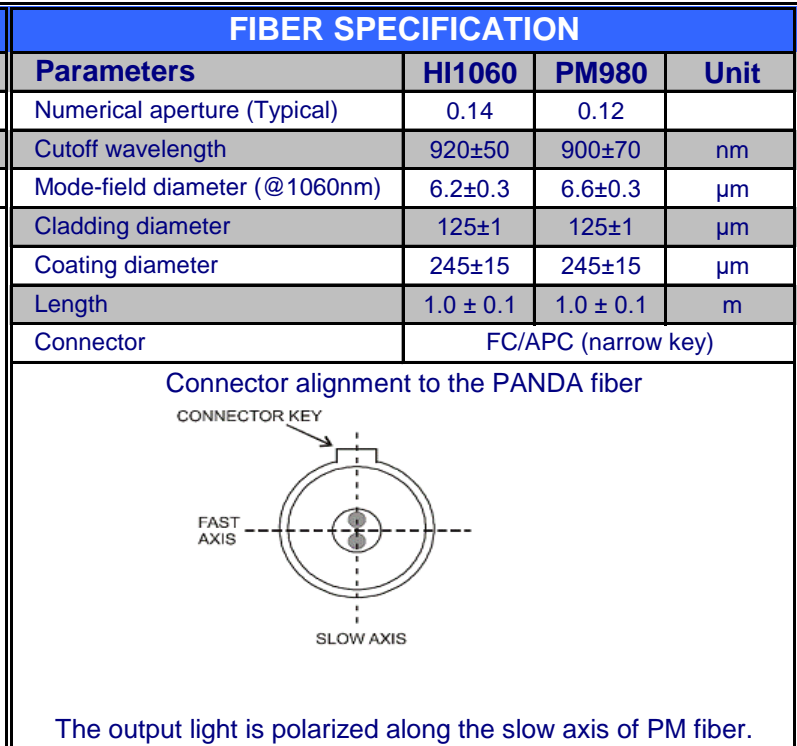 FIBER SPECIFICATION
Parameters HI1060 PM980 Unit
Numerical aperture (Typical) 0.14 0.12
Cutoff wavelength 920±50 900±70 nm
Mode-field diameter (@1060nm) 6.2±0.3 6.6±0.3 µm
Cladding diameter 125±1 125±1 µm
Coating diameter 245±15 245±15 µm
Length 1.0 ± 0.1 1.0 ± 0.1 m
Connector FC/APC (narrow key)
Connector alignment to the PANDA fiber
CONNECTOR KEY
FAST
AXIS
SLOW AXIS
The output light is polarized along the slow axis of PM fiber.